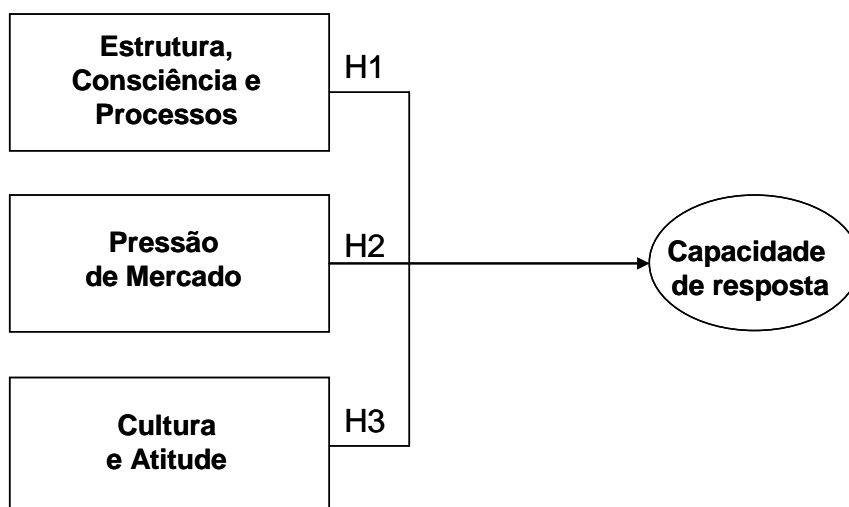 Estrutura,
Consciência e
Processos
H1
Pressão
de Mercado
H2
Capacidade
de resposta
Cultura
e Atitude
H3